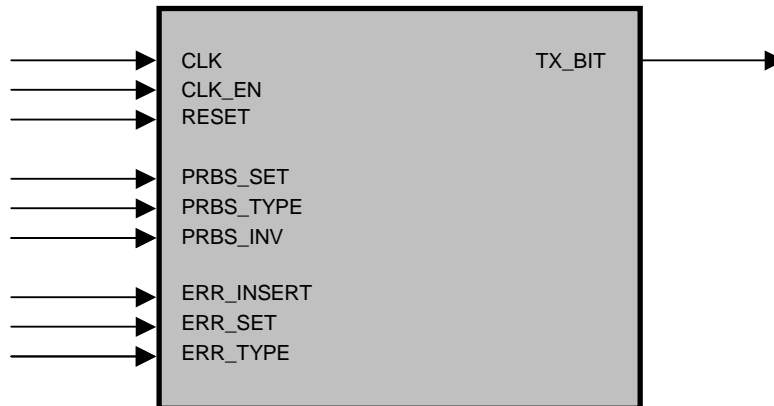 CLK TX_BIT
CLK_EN
RESET
PRBS_SET
PRBS_TYPE
PRBS_INV
ERR_INSERT
ERR_SET
ERR_TYPE